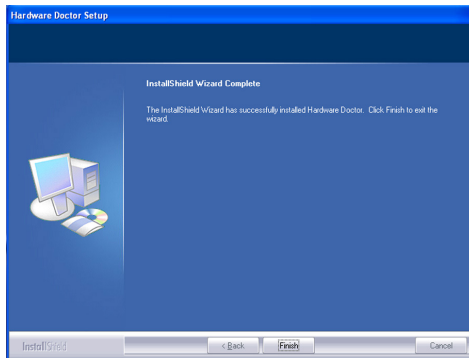 Hardware Doctor Setup
InstallShield Wizard Complete
The InstallShield Wizard has successfully installed Hardware Doctor. Click Finish to exit the
wizard.
InstallShield
< Back
Finish
Cancel